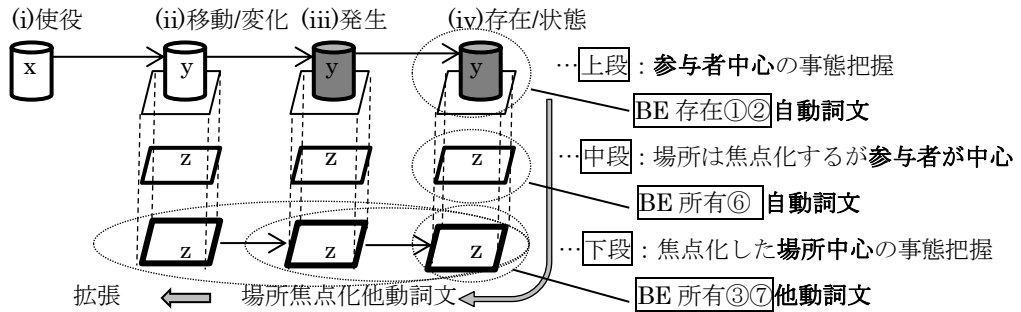 (i)使役 (ii)移動/変化 (iii)発生 (iv)存在/状態
x y y y
…上段：参与者中心の事態把握
BE 存在①②自動詞文
z z z
…中段：場所は焦点化するが参与者が中心
BE 所有⑥ 自動詞文
z z z
…下段：焦点化した場所中心の事態把握
拡張 場所焦点化他動詞文
BE 所有③⑦他動詞文